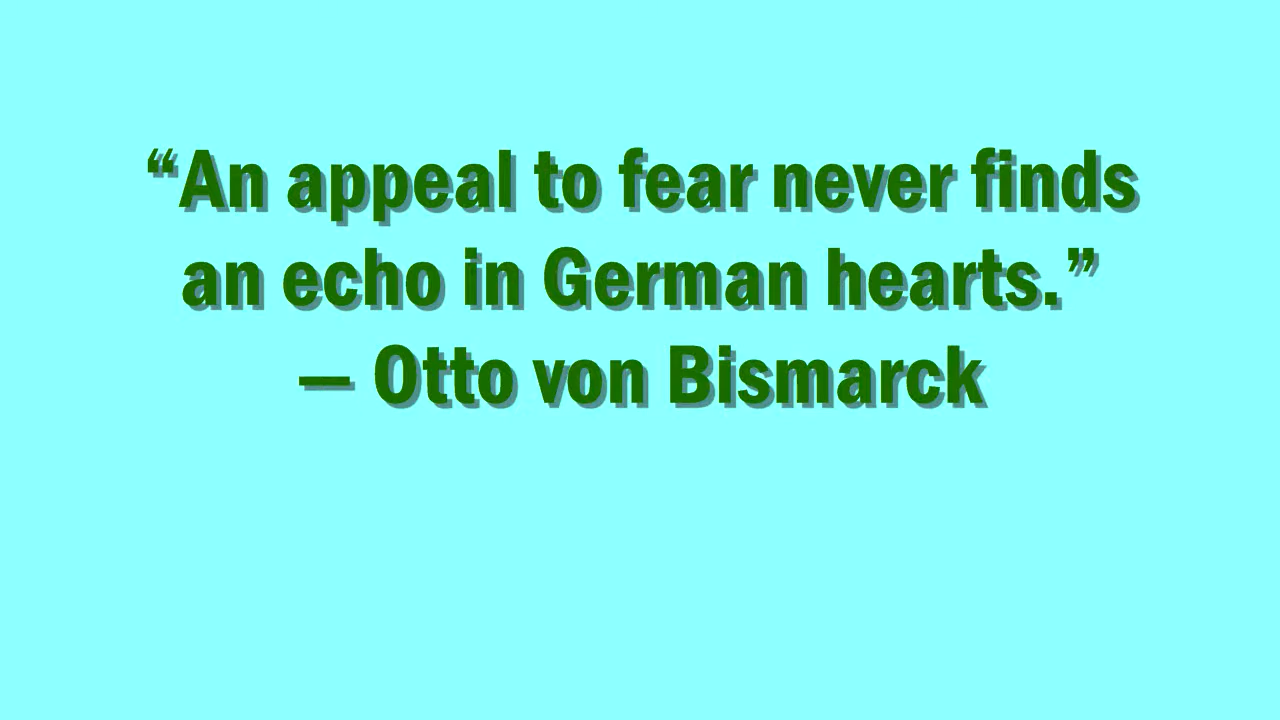 “An appeal to fear never finds
an echo in German hearts.”
— Otto von Bismarck